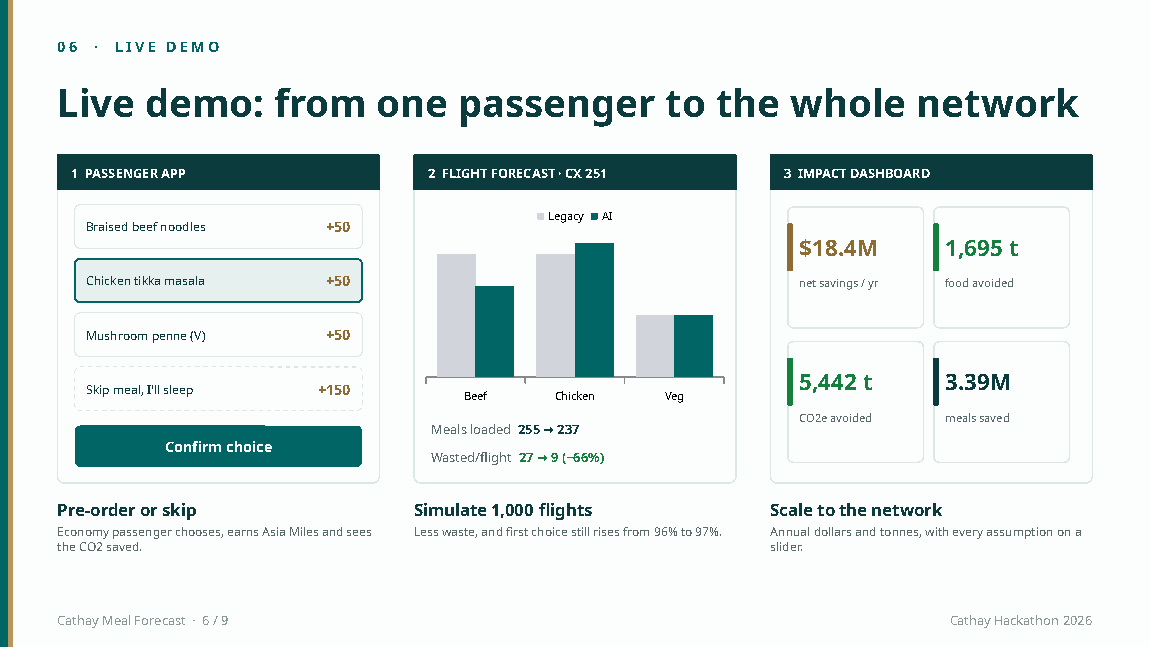 06 · LIVE DEMO
Live demo: from one passenger to the whole network
1 PASSENGER APP
Braised beef noodles +50
Chicken tikka masala +50
Mushroom penne (V) +50
Skip meal, I'll sleep +150
Confirm choice
Pre-order or skip
Economy passenger chooses, earns Asia Miles and sees
the CO2 saved.
2 FLIGHT FORECAST · CX 251
Legacy AI
Beef Chicken Veg
Meals loaded 255 → 237
Wasted/flight 27 → 9 (−66%)
Simulate 1,000 flights
Less waste, and first choice still rises from 96% to 97%.
3 IMPACT DASHBOARD
$18.4M
net savings / yr
1,695 t
food avoided
5,442 t
CO2e avoided
3.39M
meals saved
Scale to the network
Annual dollars and tonnes, with every assumption on a
slider.
Cathay Meal Forecast · 6 / 9
Cathay Hackathon 2026